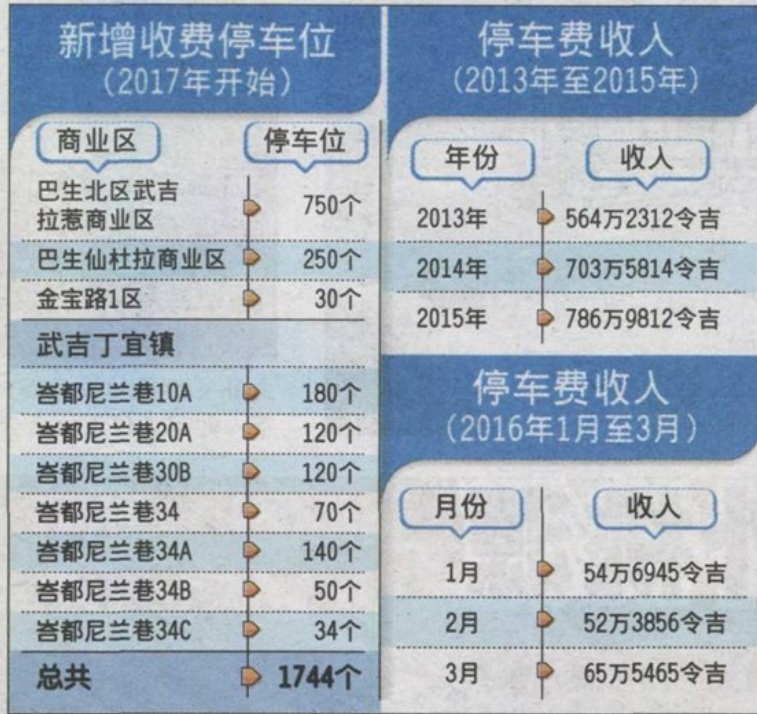 新增收费停车位
(2017年开始)
商业区 停车位
巴生北区武吉
拉惹商业区 750个
巴生仙杜拉商业区 250个
金宝路1区 30个
武吉丁宜镇
峇都尼兰巷10A 180个
峇都尼兰巷20A 120个
峇都尼兰巷30B 120个
峇都尼兰巷34 70个
峇都尼兰巷34A 140个
峇都尼兰巷34B 50个
峇都尼兰巷34C 34个
总共 1744个
停车费收入
(2013年至2015年)
年份 收入
2013年 564万2312令吉
2014年 703万5814令吉
2015年 786万9812令吉
停车费收入
(2016年1月至3月)
月份 收入
1月 54万6945令吉
2月 52万3856令吉
3月 65万5465令吉